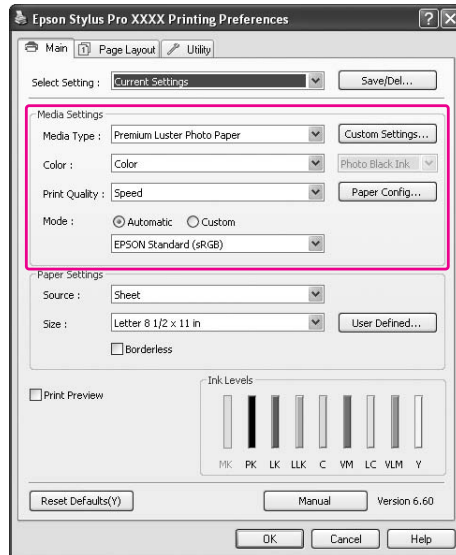 Epson Stylus Pro XXXX Printing Preferences
Main Page Layout Utility
Select Setting : Current Settings Save/Del...
Media Settings
Media Type : Premium Luster Photo Paper Custom Settings...
Color : Color Photo Black Ink
Print Quality : Speed Paper Config...
Mode : Automatic Custom
EPSON Standard (sRGB)
Paper Settings
Source : Sheet
Size : Letter 8 1/2 x 11 in User Defined...
Borderless
Print Preview
Ink Levels
MK PK LK LLK C VM LC VLM Y
Reset Defaults(Y) Manual Version 6.60
OK Cancel Help